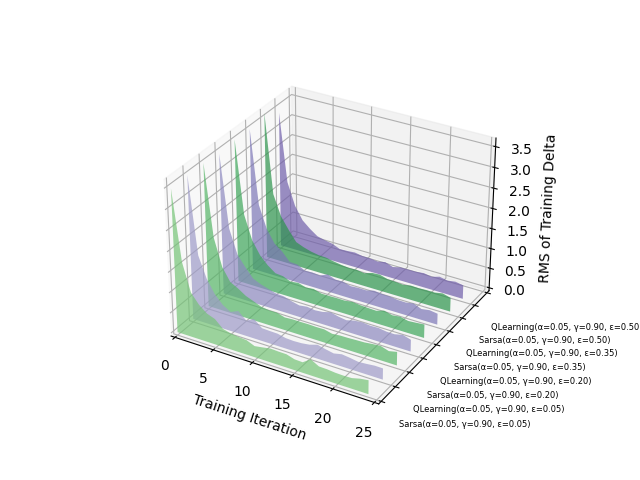 3.5
3.0
2.5
2.0
1.5
1.0
0.5
0.0
RMS of Training Delta
QLearning(α=0.05, γ=0.90, ε=0.50
Sarsa(α=0.05, γ=0.90, ε=0.50)
QLearning(α=0.05, γ=0.90, ε=0.35)
Sarsa(α=0.05, γ=0.90, ε=0.35)
QLearning(α=0.05, γ=0.90, ε=0.20)
Sarsa(α=0.05, γ=0.90, ε=0.20)
QLearning(α=0.05, γ=0.90, ε=0.05)
Sarsa(α=0.05, γ=0.90, ε=0.05)
0
5
10
15
20
25
Training Iteration